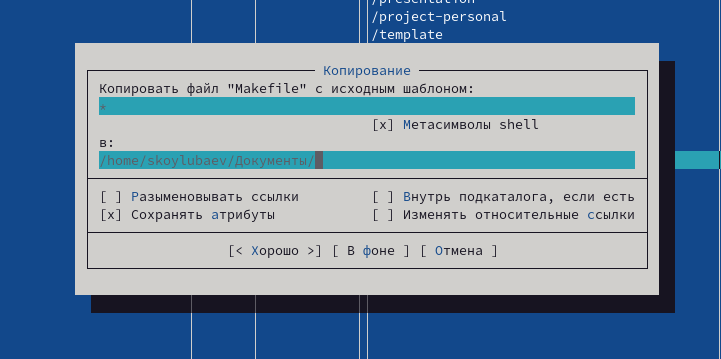 /presentation
/project-personal
/template
Копирование
Копировать файл "Makefile" с исходным шаблоном:
*
[x] Метасимволы shell
в:
/home/skoylubaev/Документы/
[ ] Разыменовывать ссылки [ ] Внутрь подкаталога, если есть
[x] Сохранять атрибуты [ ] Изменять относительные ссылки
[< Хорошо >] [ В фоне ] [ Отмена ]